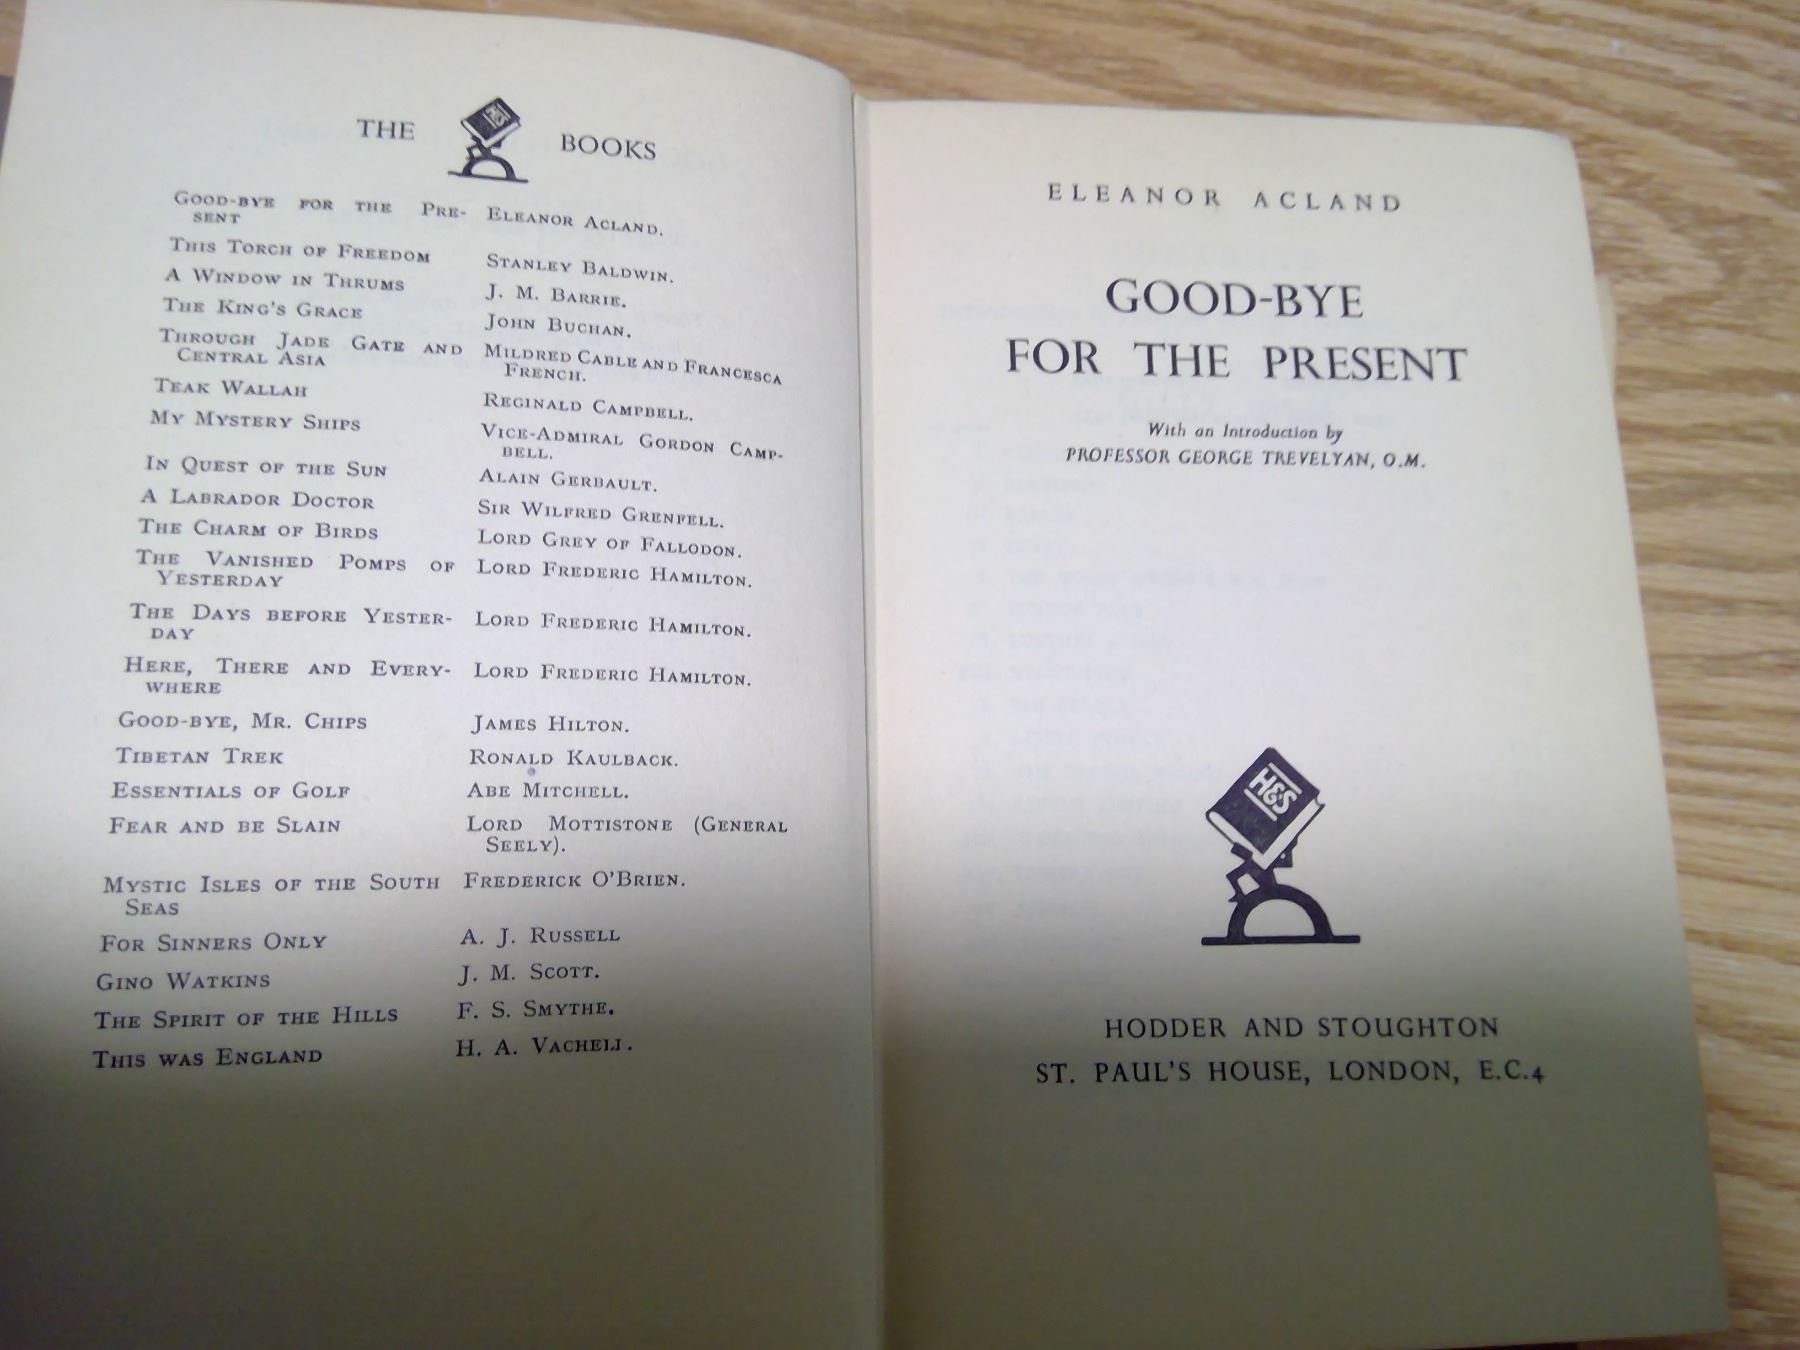 THE H&S BOOKS
GOOD-BYE FOR THE PRE- ELEANOR ACLAND.
SENT
THIS TORCH OF FREEDOM STANLEY BALDWIN.
A WINDOW IN THRUMS J. M. BARRIE.
THE KING'S GRACE JOHN BUCHAN.
THROUGH JADE GATE AND MILDRED CABLE AND FRANCESCA
CENTRAL ASIA FRENCH.
TEAK WALLAH REGINALD CAMPBELL.
MY MYSTERY SHIPS VICE-ADMIRAL GORDON CAMP-
BELL.
IN QUEST OF THE SUN ALAIN GERBAULT.
A LABRADOR DOCTOR SIR WILFRED GRENFELL.
THE CHARM OF BIRDS LORD GREY OF FALLODON.
THE VANISHED POMPS OF LORD FREDERIC HAMILTON.
YESTERDAY
THE DAYS BEFORE YESTER- LORD FREDERIC HAMILTON.
DAY
HERE, THERE AND EVERY- LORD FREDERIC HAMILTON.
WHERE
GOOD-BYE, MR. CHIPS JAMES HILTON.
TIBETAN TREK RONALD KAULBACK.
ESSENTIALS OF GOLF ABE MITCHELL.
FEAR AND BE SLAIN LORD MOTTISTONE (GENERAL
SEELY).
MYSTIC ISLES OF THE SOUTH FREDERICK O'BRIEN.
SEAS
FOR SINNERS ONLY A. J. RUSSELL
GINO WATKINS J. M. SCOTT.
THE SPIRIT OF THE HILLS F. S. SMYTHE.
THIS WAS ENGLAND H. A. VACHELL.
ELEANOR ACLAND
GOOD-BYE
FOR THE PRESENT
With an Introduction by
PROFESSOR GEORGE TREVELYAN, O.M.
H&S
HODDER AND STOUGHTON
ST. PAUL'S HOUSE, LONDON, E.C.4